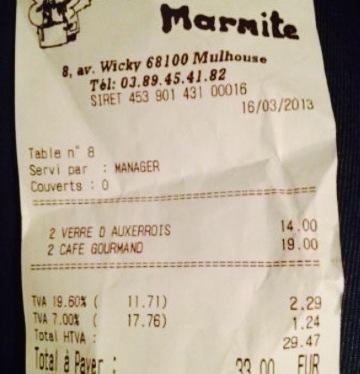 Marmite
8, av. Wicky 68100 Mulhouse
Tél: 03.89.45.41.82
SIRET 453 901 431 00016
16/03/2013
Table n° 8
Servi par : MANAGER
Couverts : 0
2 VERRE D AUXERROIS 14.00
2 CAFE GOURMAND 19.00
TVA 19.60% ( 11.71) 2.29
TVA 7.00% ( 17.76) 1.24
Total HTVA : 29.47
Total à Payer : 33.00 EUR